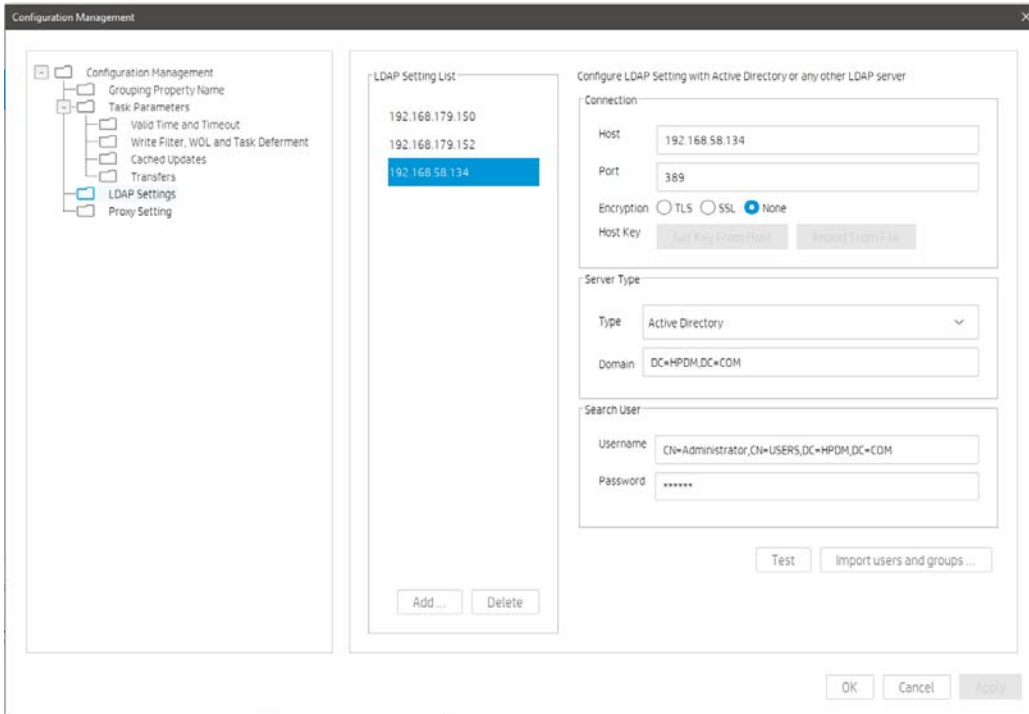 Configuration Management
Configuration Management
Grouping Property Name
Task Parameters
Valid Time and Timeout
Write Filter, WOL and Task Deferment
Cached Updates
Transfers
LDAP Settings
Proxy Setting
LDAP Setting List
192.168.179.150
192.168.179.152
192.168.58.134
Add ...
Delete
Configure LDAP Setting with Active Directory or any other LDAP server
Connection
Host 192.168.58.134
Port 389
Encryption TLS SSL None
Host Key Get Key From Host Import From File
Server Type
Type Active Directory
Domain DC=HPDM,DC=COM
Search User
Username CN=Administrator,CN=USERS,DC=HPDM,DC=COM
Password ******
Test Import users and groups ...
OK Cancel Apply